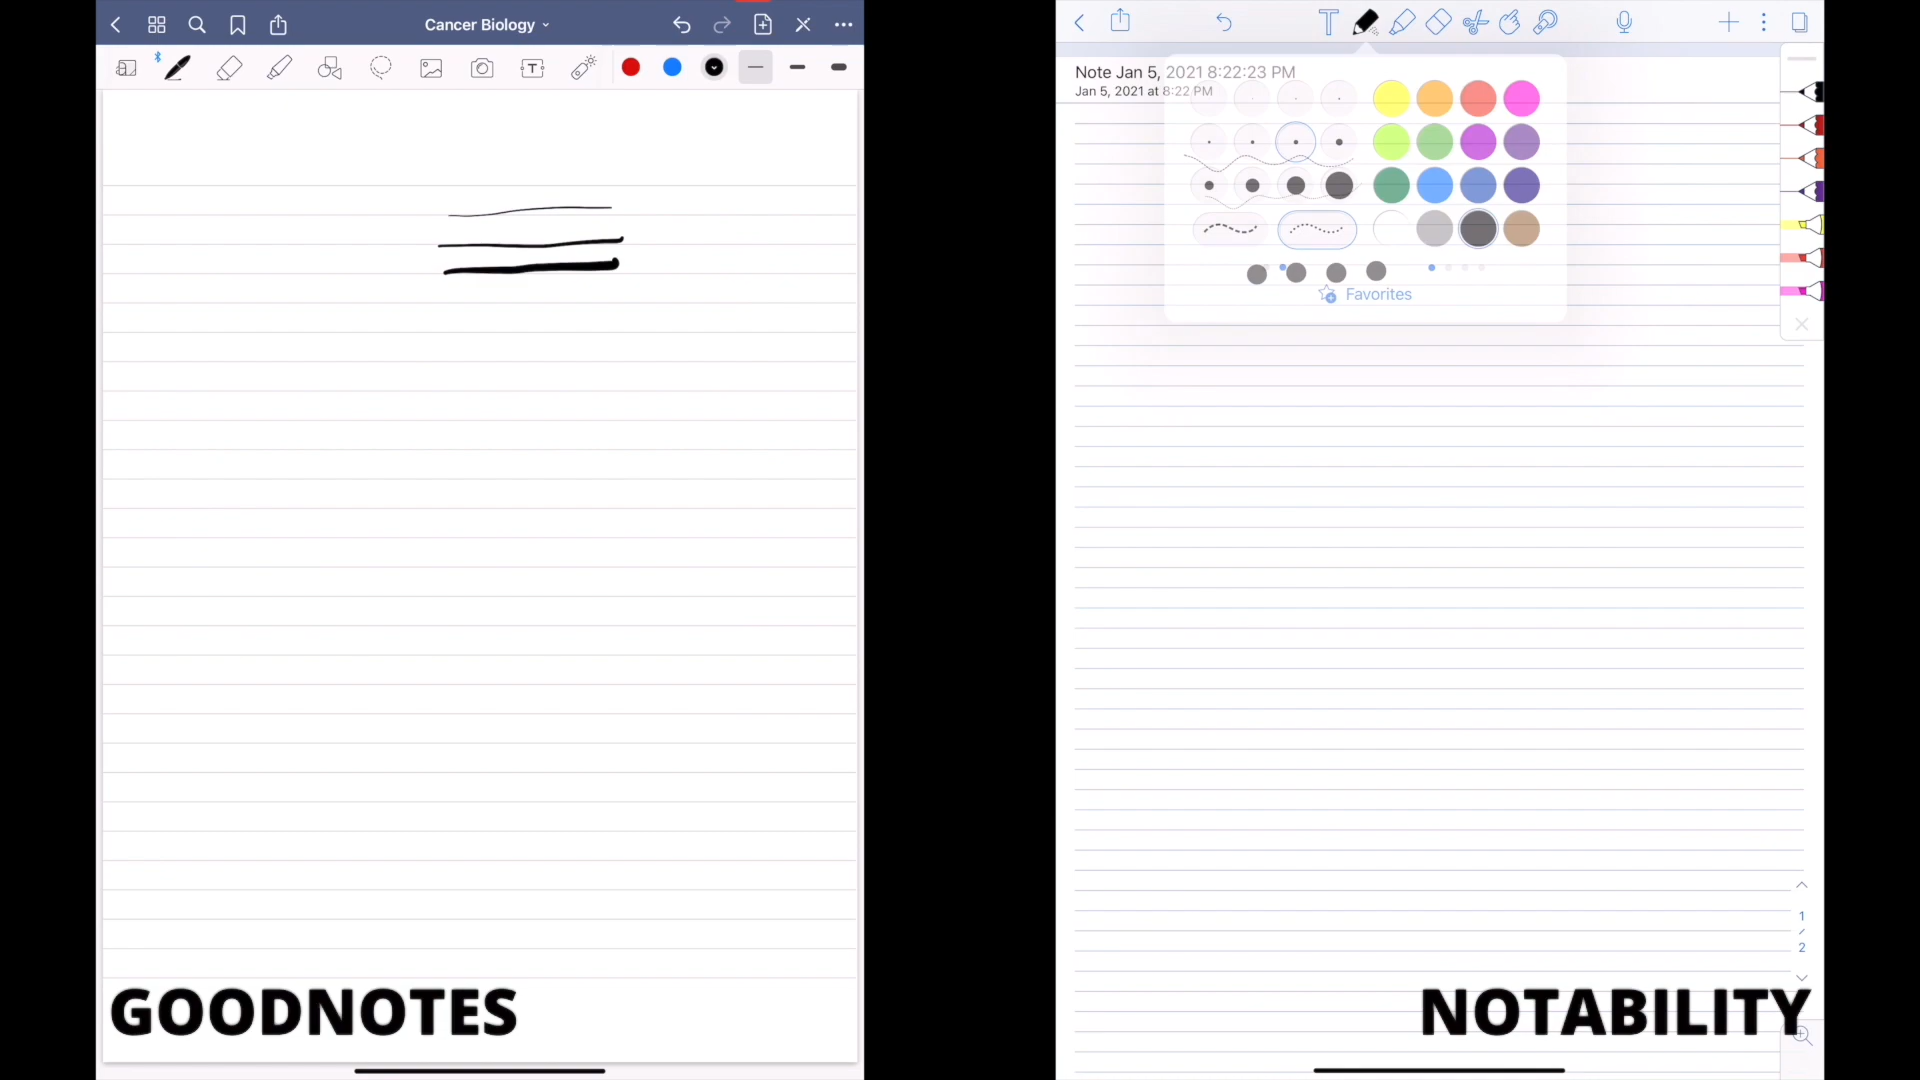 Cancer Biology
T
GOODNOTES
T
Note Jan 5, 2021 8:22:23 PM
Jan 5, 2021 at 8:22 PM
Favorites
1
/
2
NOTABILITY